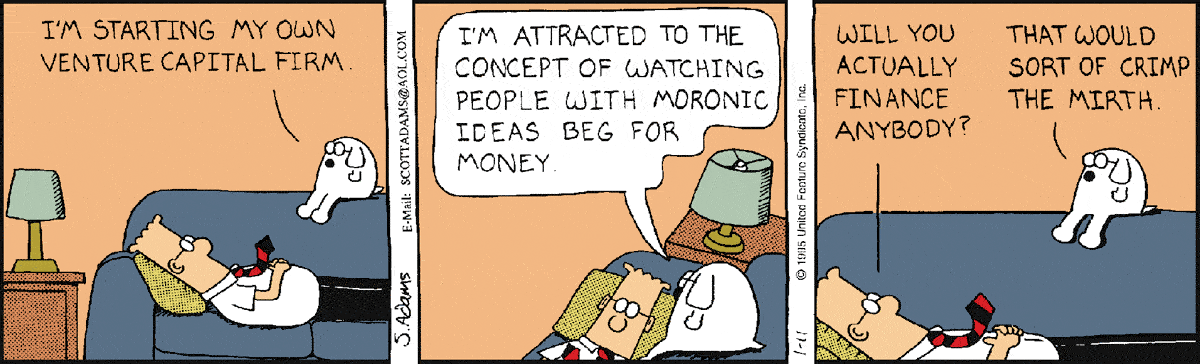 I'M STARTING MY OWN
VENTURE CAPITAL FIRM.
S.Adams E-Mail: SCOTTADAMS@AOL.COM
I'M ATTRACTED TO THE
CONCEPT OF WATCHING
PEOPLE WITH MORONIC
IDEAS BEG FOR
MONEY.
1-11 © 1995 United Feature Syndicate, Inc.
WILL YOU
ACTUALLY
FINANCE
ANYBODY?
THAT WOULD
SORT OF CRIMP
THE MIRTH.